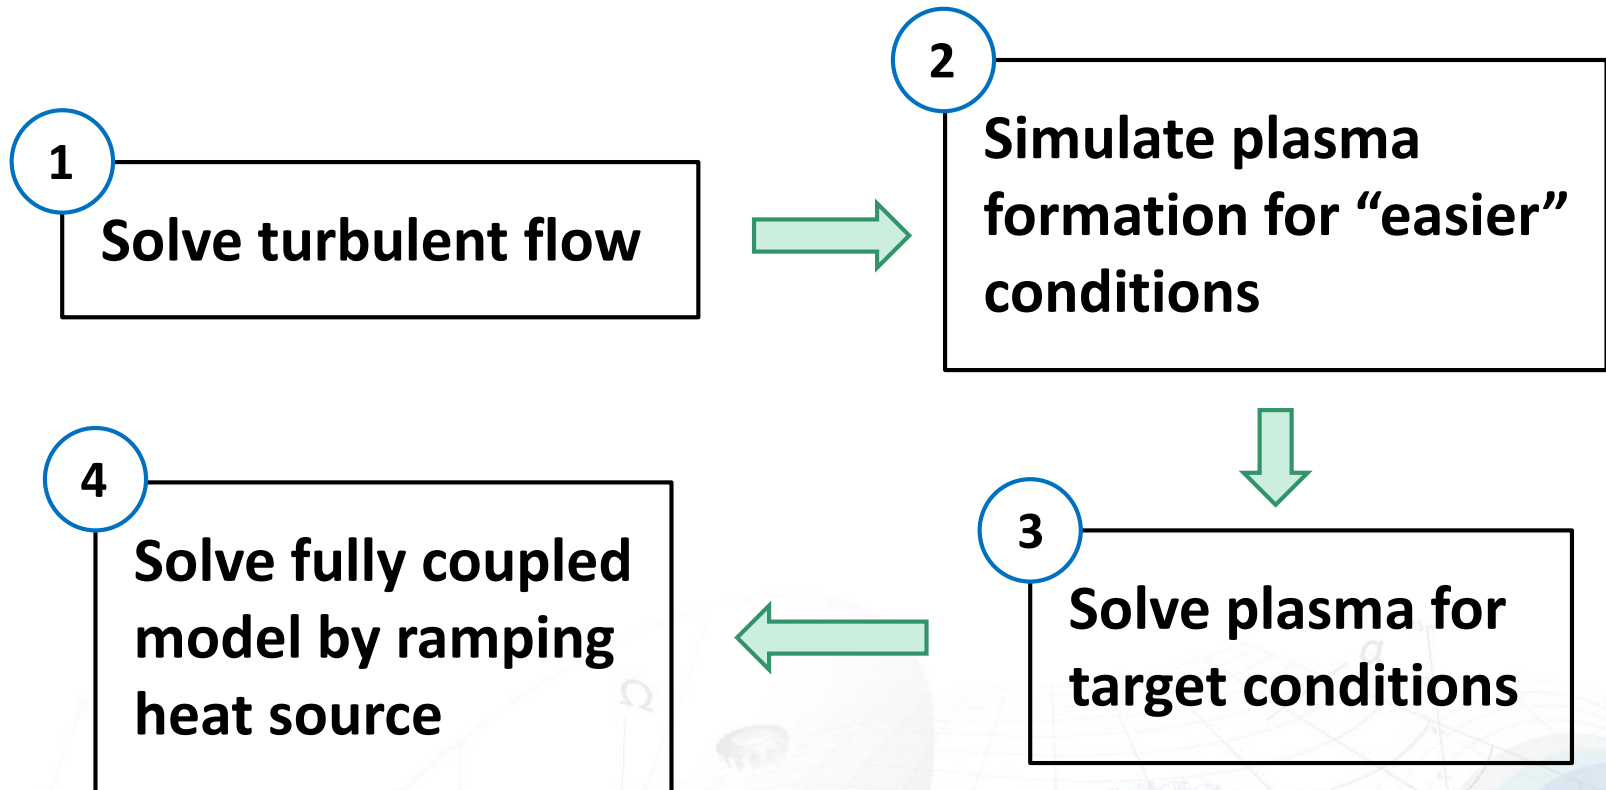 1
Solve turbulent flow
2
Simulate plasma
formation for “easier”
conditions
3
Solve plasma for
target conditions
4
Solve fully coupled
model by ramping
heat source
Ω